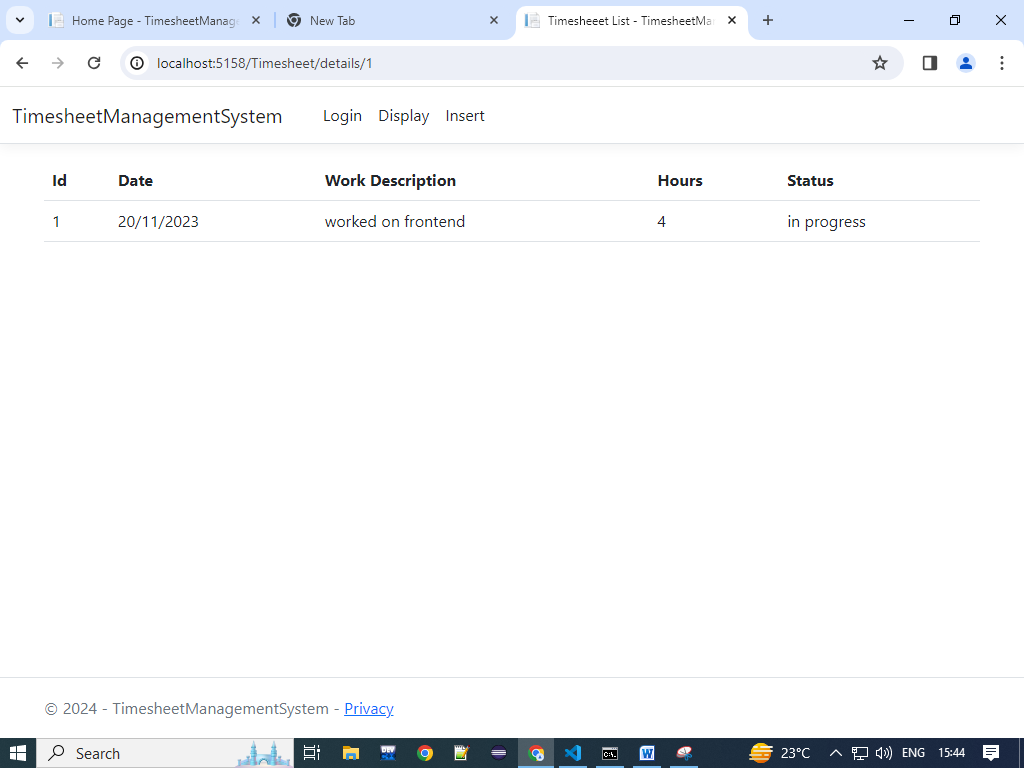 Home Page - TimesheetManage
New Tab
Timesheeet List - TimesheetMa
localhost:5158/Timesheet/details/1
TimesheetManagementSystem Login Display Insert
Id Date Work Description Hours Status
1 20/11/2023 worked on frontend 4 in progress
© 2024 - TimesheetManagementSystem - Privacy
Search 23°C ENG 15:44